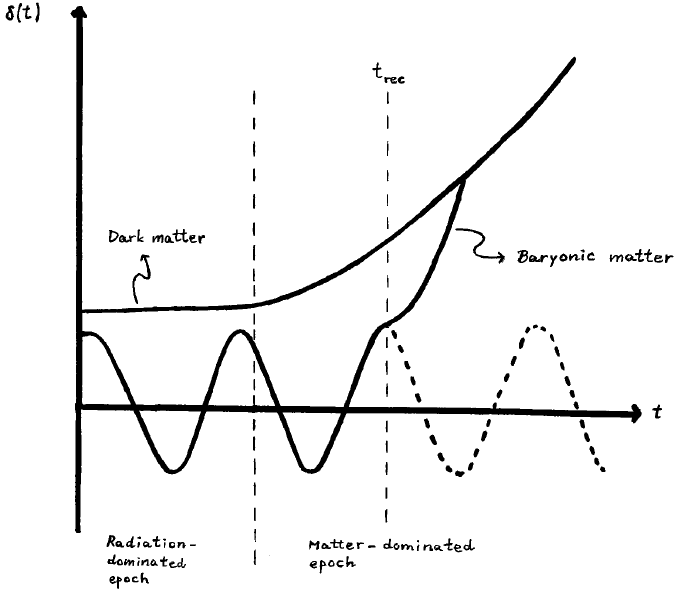 δ(t)
t_rec
Dark matter
Baryonic matter
t
Radiation-
dominated
epoch
Matter-dominated
epoch